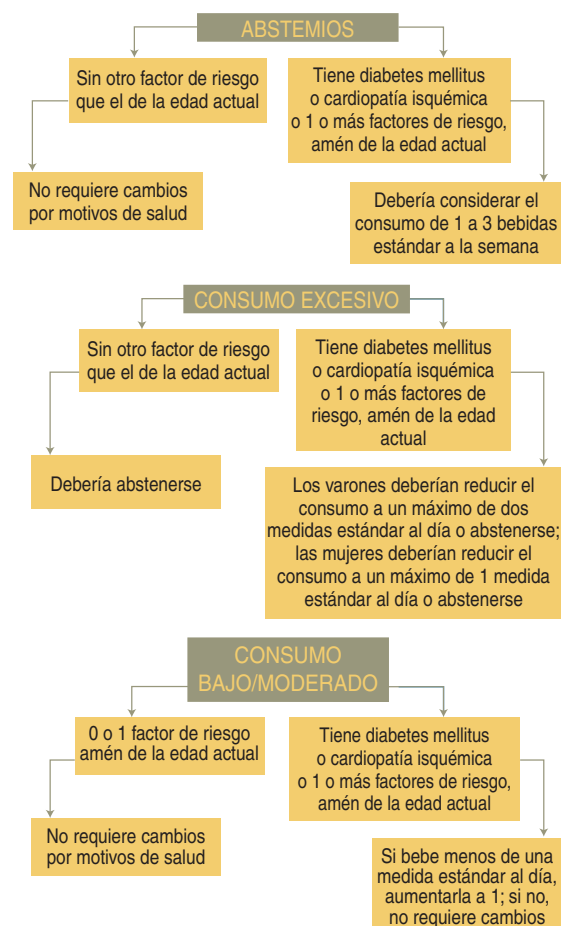 ABSTEMIOS
Sin otro factor de riesgo
que el de la edad actual
Tiene diabetes mellitus
o cardiopatía isquémica
o 1 o más factores de riesgo,
amén de la edad actual
No requiere cambios
por motivos de salud
Debería considerar el
consumo de 1 a 3 bebidas
estándar a la semana
CONSUMO EXCESIVO
Sin otro factor de riesgo
que el de la edad actual
Tiene diabetes mellitus
o cardiopatía isquémica
o 1 o más factores de
riesgo, amén de la edad
actual
Debería abstenerse
Los varones deberían reducir el
consumo a un máximo de dos
medidas estándar al día o abstenerse;
las mujeres deberían reducir el
consumo a un máximo de 1 medida
estándar al día o abstenerse
CONSUMO
BAJO/MODERADO
0 o 1 factor de riesgo
amén de la edad actual
Tiene diabetes mellitus
o cardiopatía isquémica
o 1 o más factores de riesgo,
amén de la edad actual
No requiere cambios
por motivos de salud
Si bebe menos de una
medida estándar al día,
aumentarla a 1; si no,
no requiere cambios